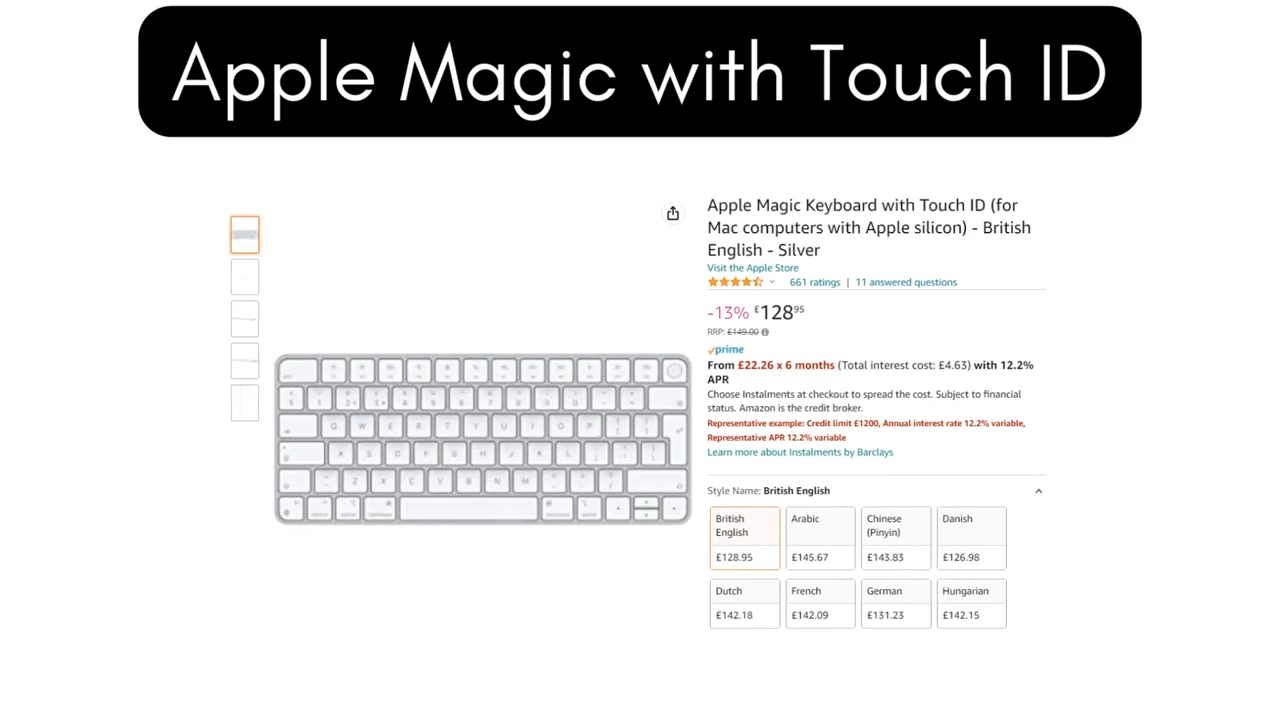 Apple Magic with Touch ID
Apple Magic Keyboard with Touch ID (for
Mac computers with Apple silicon) - British
English - Silver
Visit the Apple Store
661 ratings | 11 answered questions
-13% £12895
RRP: £149.00
prime
From £22.26 x 6 months (Total interest cost: £4.63) with 12.2%
APR
Choose Instalments at checkout to spread the cost. Subject to financial
status. Amazon is the credit broker.
Representative example: Credit limit £1200, Annual interest rate 12.2% variable,
Representative APR 12.2% variable
Learn more about Instalments by Barclays
Style Name: British English
British English
Arabic
Chinese (Pinyin)
Danish
£128.95
£145.67
£143.83
£126.98
Dutch
French
German
Hungarian
£142.18
£142.09
£131.23
£142.15
Q W E R T Y U I O P
A S D F G H J K L
Z X C V B N M